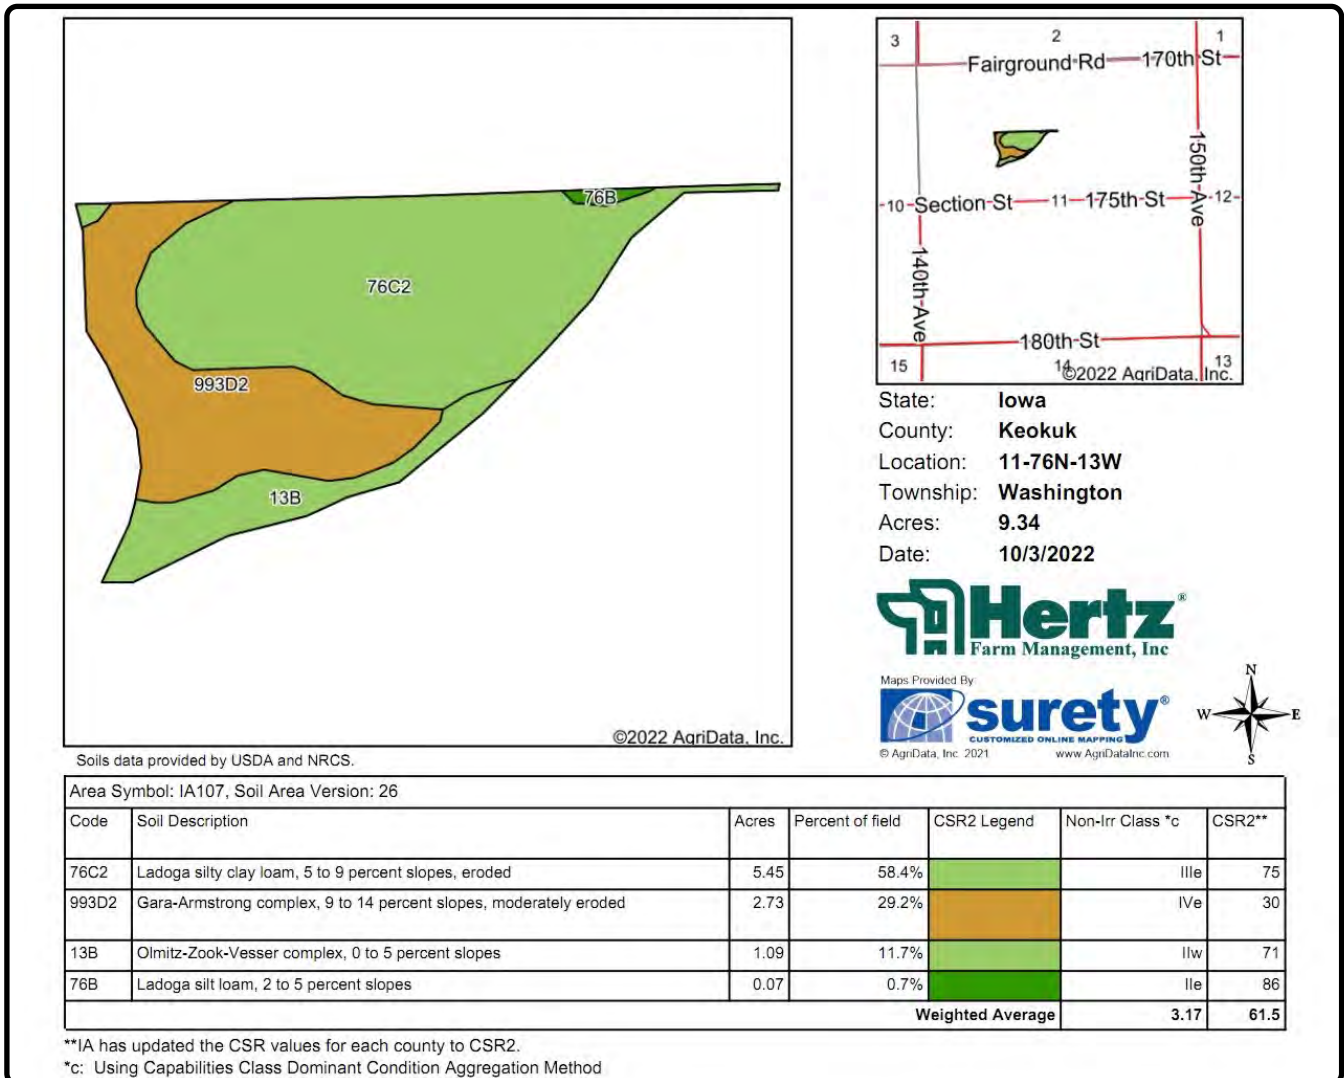 76B
76C2
993D2
13B
©2022 AgriData, Inc.
Soils data provided by USDA and NRCS.
3 2 1
Fairground Rd 170th St
150th Ave
10 Section St 11 175th St 12
140th Ave
180th St
15 14 13
©2022 AgriData, Inc.
State: Iowa
County: Keokuk
Location: 11-76N-13W
Township: Washington
Acres: 9.34
Date: 10/3/2022
Hertz®
Farm Management, Inc
Maps Provided By
surety®
CUSTOMIZED ONLINE MAPPING
© AgriData, Inc. 2021 www.AgriDataInc.com
N
W E
S
Area Symbol: IA107, Soil Area Version: 26
Code Soil Description Acres Percent of field CSR2 Legend Non-Irr Class *c CSR2**
76C2 Ladoga silty clay loam, 5 to 9 percent slopes, eroded 5.45 58.4% IIIe 75
993D2 Gara-Armstrong complex, 9 to 14 percent slopes, moderately eroded 2.73 29.2% IVe 30
13B Olmitz-Zook-Vesser complex, 0 to 5 percent slopes 1.09 11.7% IIw 71
76B Ladoga silt loam, 2 to 5 percent slopes 0.07 0.7% IIe 86
Weighted Average 3.17 61.5
**IA has updated the CSR values for each county to CSR2.
*c: Using Capabilities Class Dominant Condition Aggregation Method